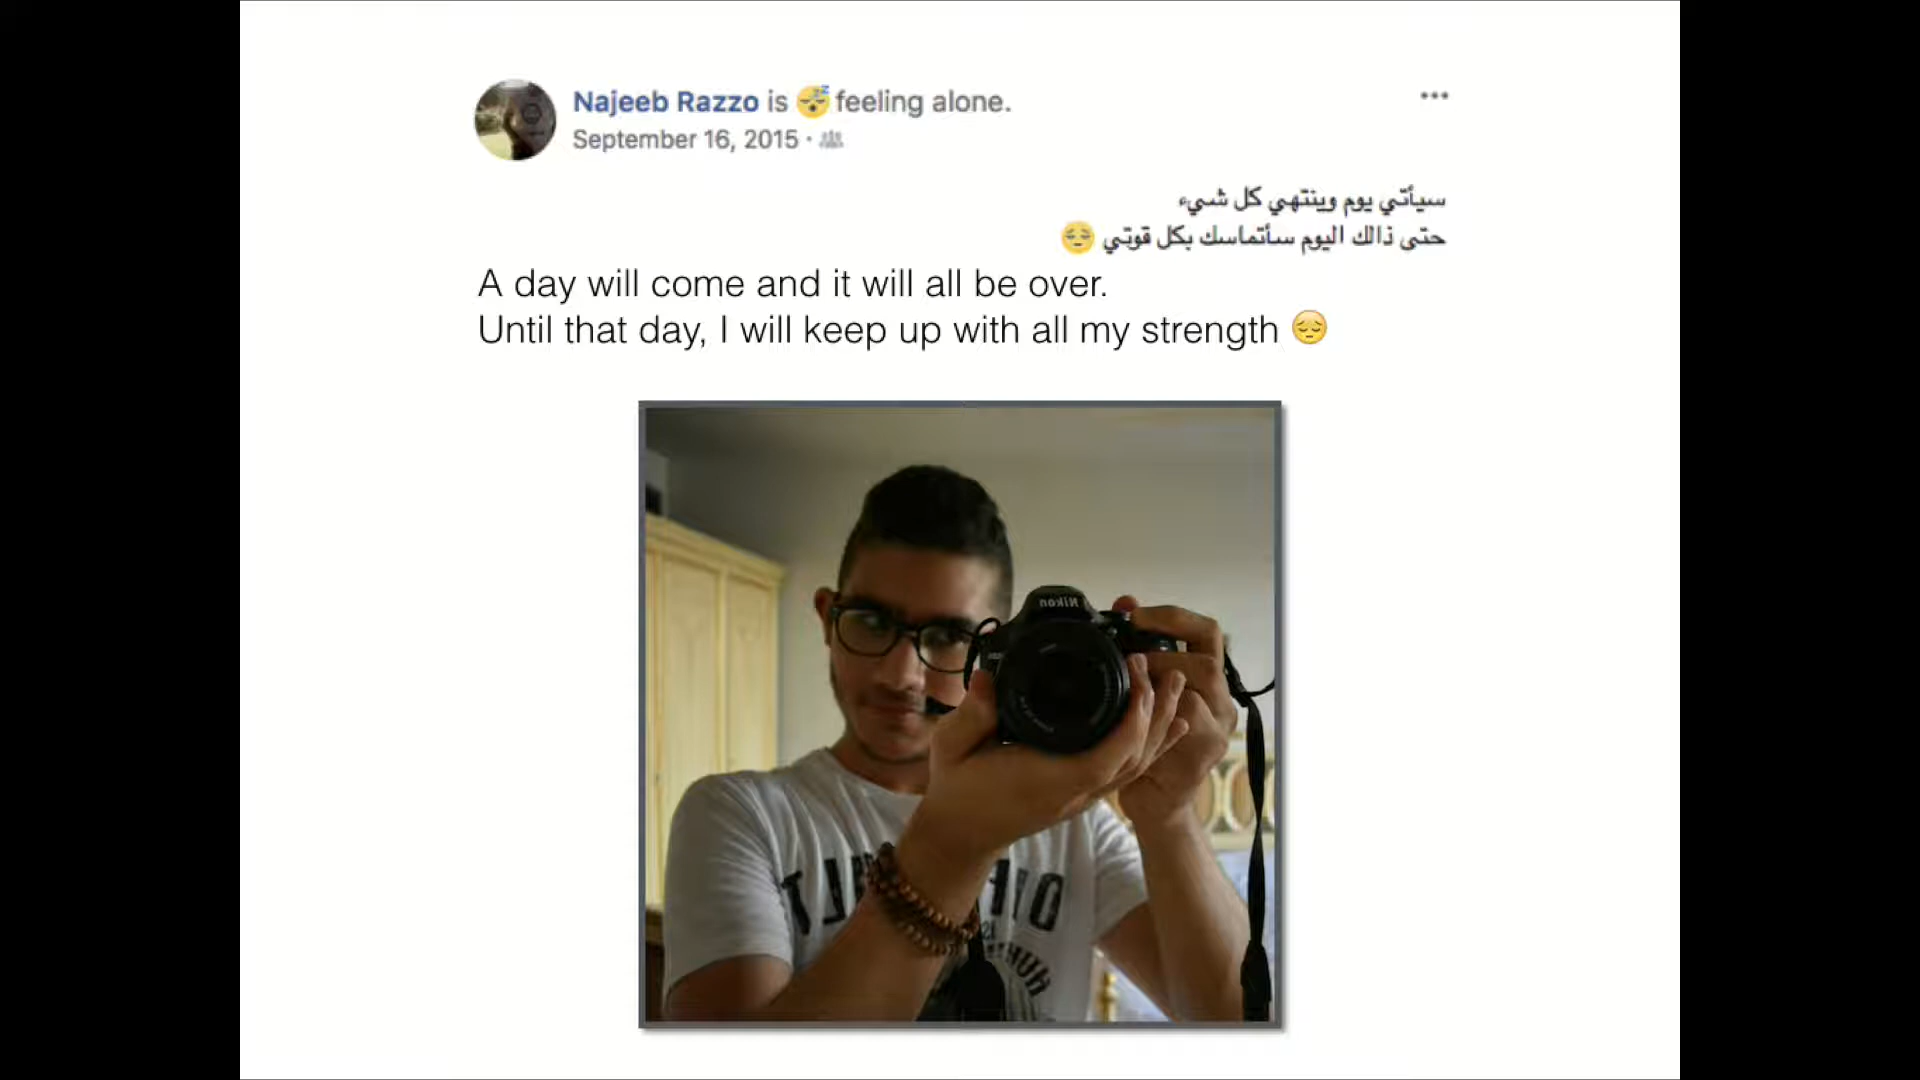 Najeeb Razzo is 😴 feeling alone.
September 16, 2015 ·
سيأتي يوم وينتهي كل شيء
حتى ذالك اليوم سأتماسك بكل قوتي 😔
A day will come and it will all be over.
Until that day, I will keep up with all my strength 😔
Nikon